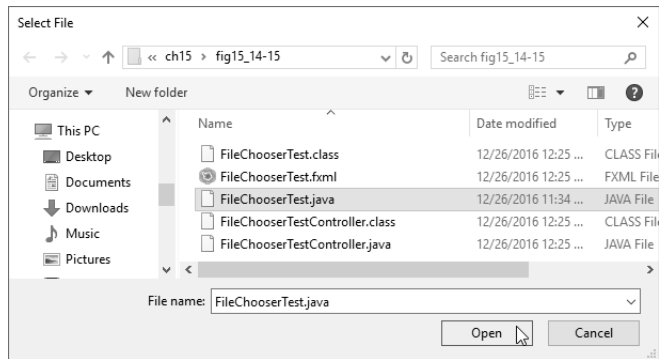 Select File
« ch15 › fig15_14-15
Search fig15_14-15
Organize
New folder
Name
Date modified
Type
This PC
Desktop
Documents
Downloads
Music
Pictures
FileChooserTest.class 12/26/2016 12:25 ... CLASS File
FileChooserTest.fxml 12/26/2016 12:25 ... FXML File
FileChooserTest.java 12/26/2016 11:34 ... JAVA File
FileChooserTestController.class 12/26/2016 12:25 ... CLASS File
FileChooserTestController.java 12/26/2016 12:25 ... JAVA File
File name: FileChooserTest.java
Open
Cancel